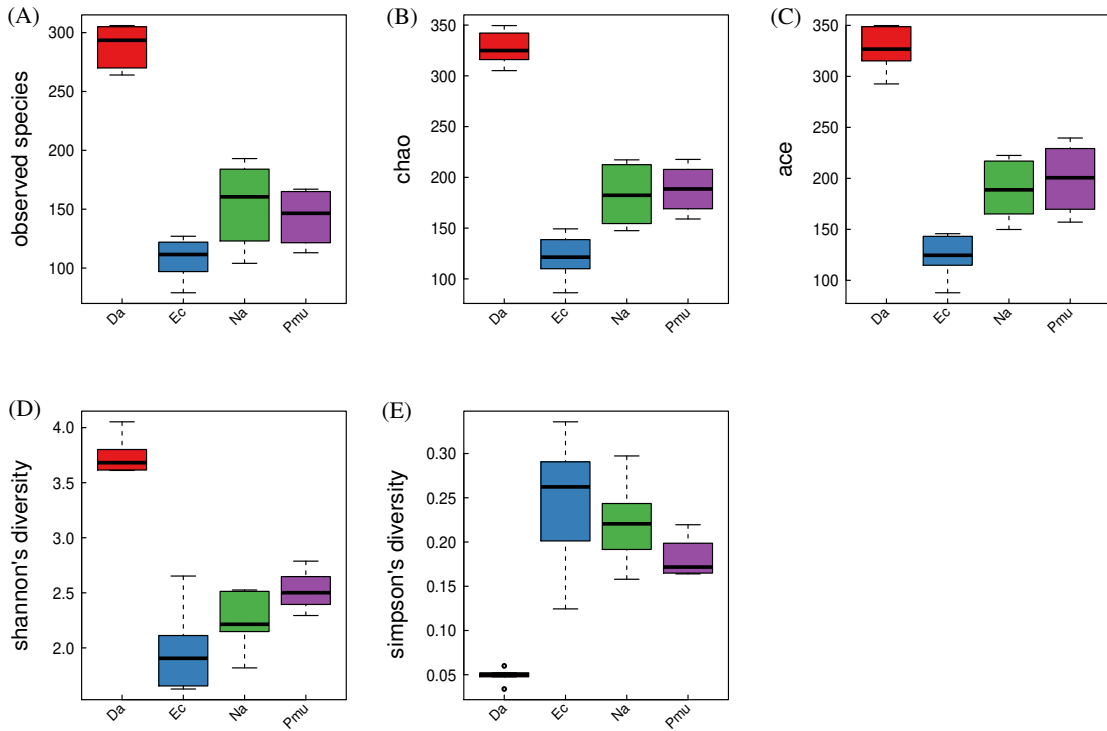 (A)
observed species
300
250
200
150
100
Da
Ec
Na
Pmu
(B)
chao
350
300
250
200
150
100
Da
Ec
Na
Pmu
(C)
ace
350
300
250
200
150
100
Da
Ec
Na
Pmu
(D)
shannon's diversity
4.0
3.5
3.0
2.5
2.0
Da
Ec
Na
Pmu
(E)
simpson's diversity
0.30
0.25
0.20
0.15
0.10
0.05
Da
Ec
Na
Pmu